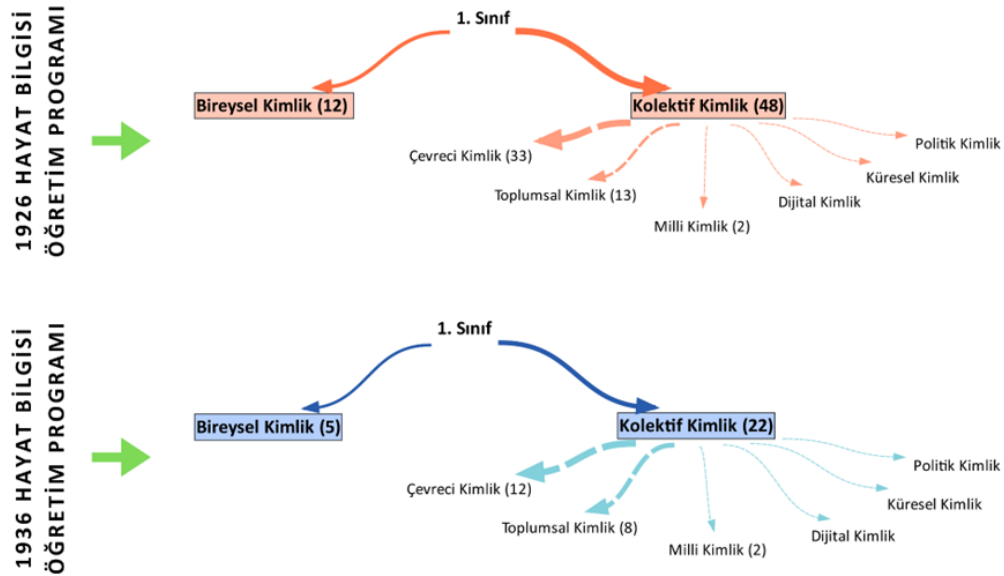 1926 HAYAT BİLGİSİ
ÖĞRETİM PROGRAMI
1. Sınıf
Bireysel Kimlik (12)
Kolektif Kimlik (48)
Çevreci Kimlik (33)
Toplumsal Kimlik (13)
Milli Kimlik (2)
Dijital Kimlik
Küresel Kimlik
Politik Kimlik
1936 HAYAT BİLGİSİ
ÖĞRETİM PROGRAMI
1. Sınıf
Bireysel Kimlik (5)
Kolektif Kimlik (22)
Çevreci Kimlik (12)
Toplumsal Kimlik (8)
Milli Kimlik (2)
Dijital Kimlik
Küresel Kimlik
Politik Kimlik